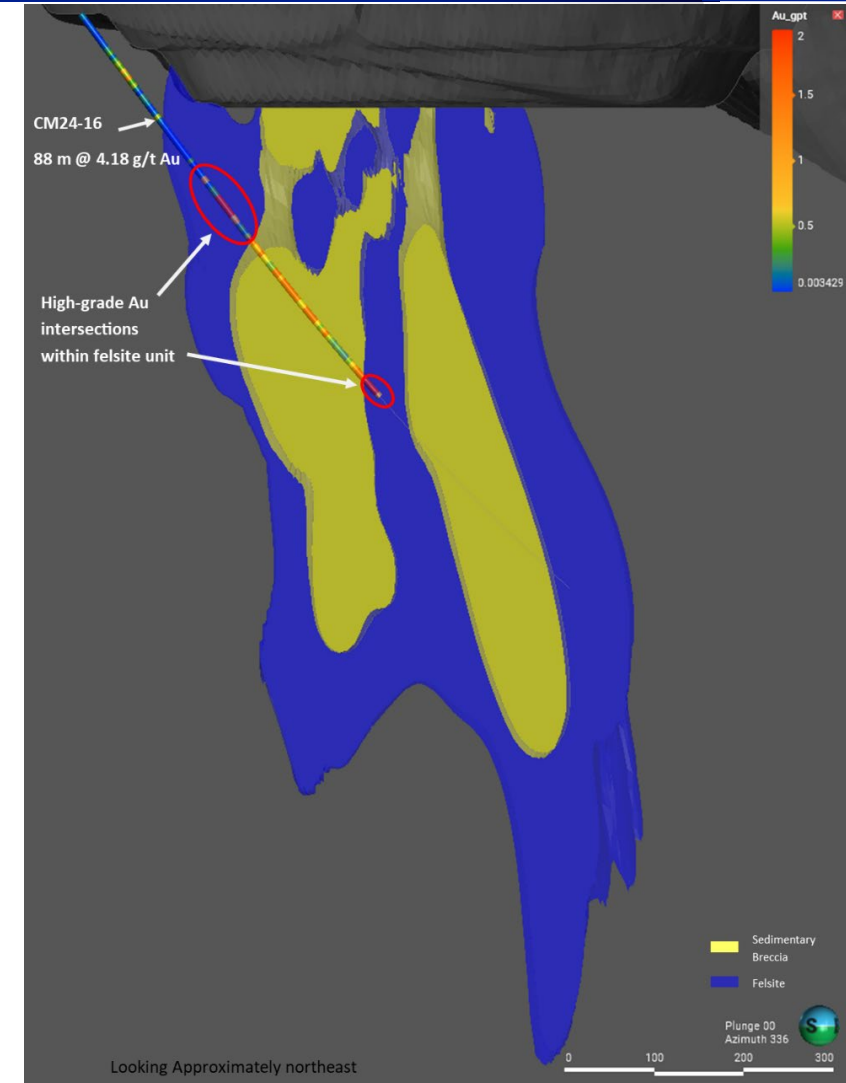 Au_gpt
2
1.5
1
0.5
0.003429
CM24-16
88 m @ 4.18 g/t Au
High-grade Au
intersections
within felsite unit
Sedimentary
Breccia
Felsite
Plunge 00
Azimuth 336
S
Looking Approximately northeast
0 100 200 300